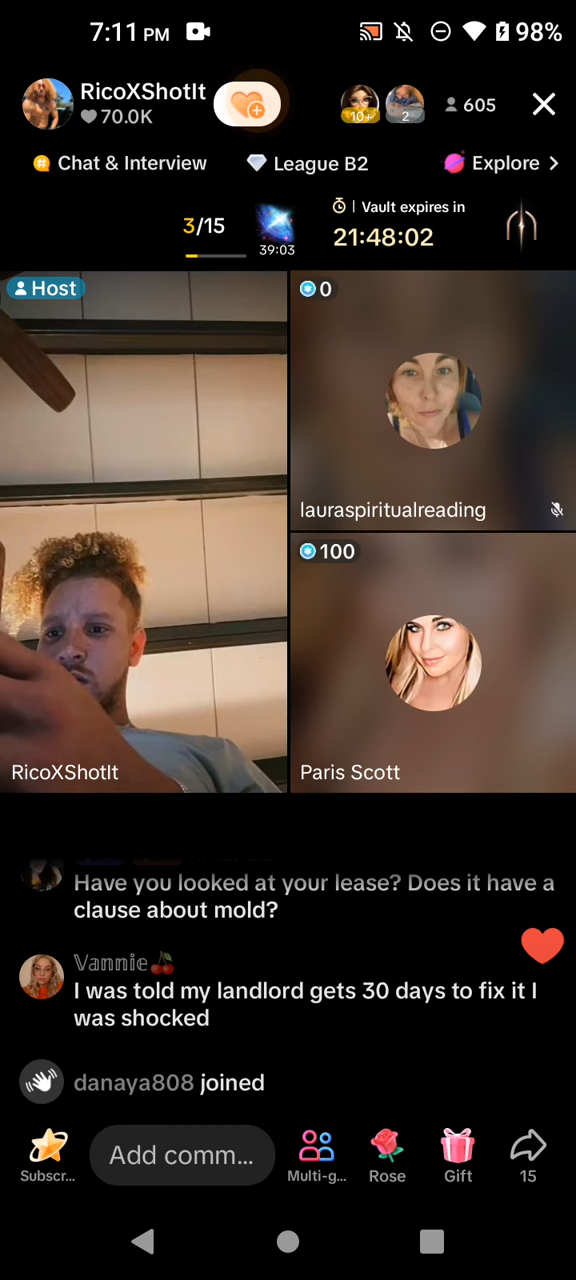 7:11 PM
98%
RicoXShotIt
70.0K
10+
2
605
Chat & Interview
League B2
Explore
3/15
39:03
Vault expires in
21:48:02
Host
0
lauraspiritualreading
100
RicoXShotIt
Paris Scott
Have you looked at your lease? Does it have a
clause about mold?
𝕍annie🍒
I was told my landlord gets 30 days to fix it I
was shocked
danaya808 joined
Subscr...
Add comm...
Multi-g...
Rose
Gift
15